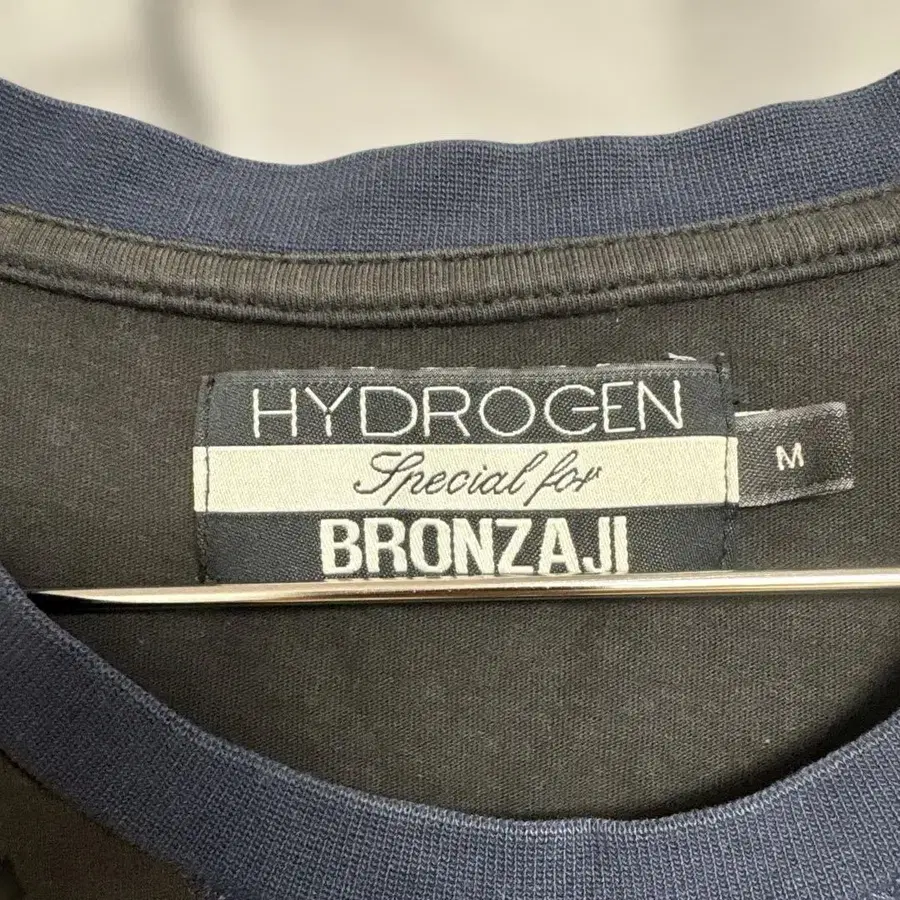 HYDROGEN
Special for
BRONZAJI
M